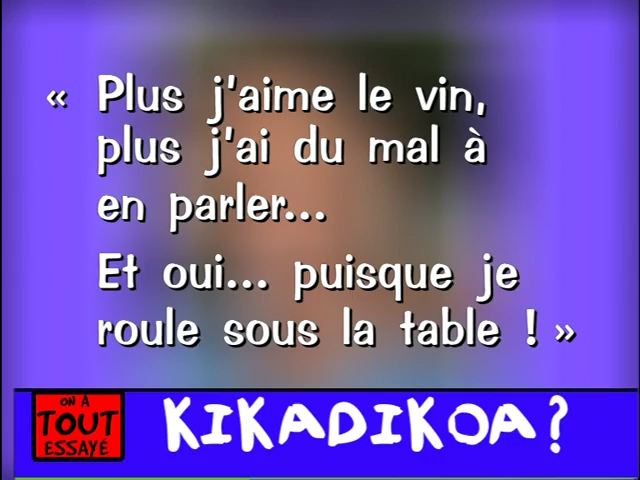 « Plus j'aime le vin,
plus j'ai du mal à
en parler...
Et oui... puisque je
roule sous la table ! »
ON A
TOUT
ESSAYÉ
KIKADIKOA?